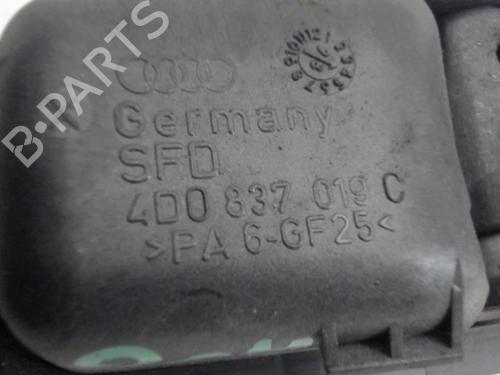 Germany
SFD
4D0 837 019 C
>PA 6-GF25<
B-PARTS